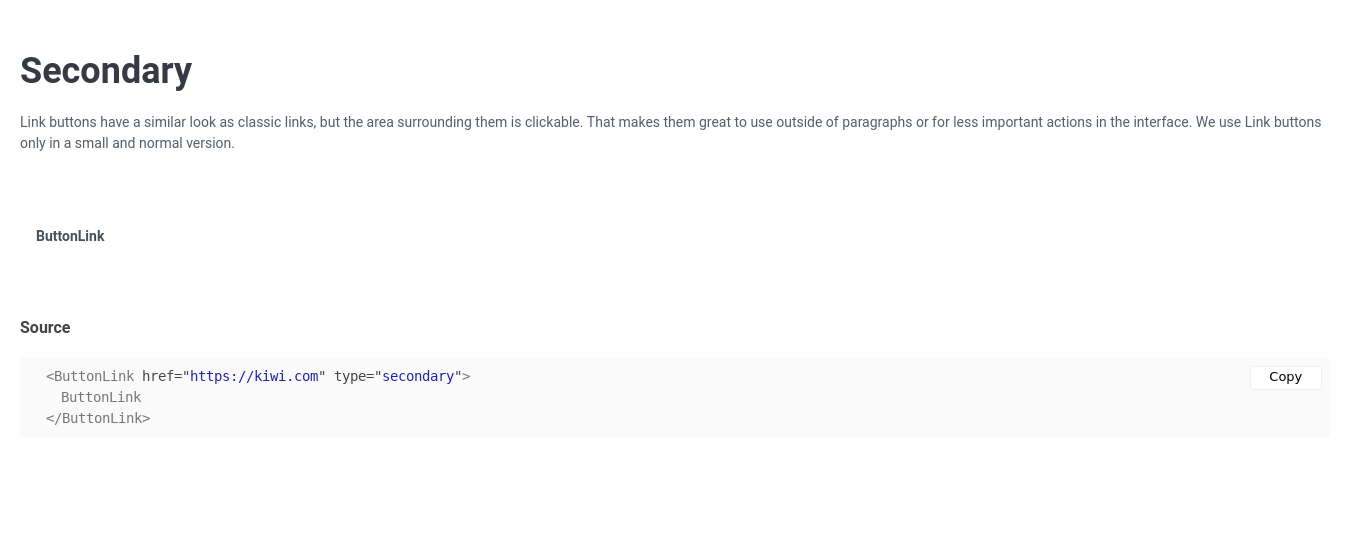 Secondary
Link buttons have a similar look as classic links, but the area surrounding them is clickable. That makes them great to use outside of paragraphs or for less important actions in the interface. We use Link buttons
only in a small and normal version.
ButtonLink
Source
<ButtonLink href="https://kiwi.com" type="secondary">
Copy
ButtonLink
</ButtonLink>